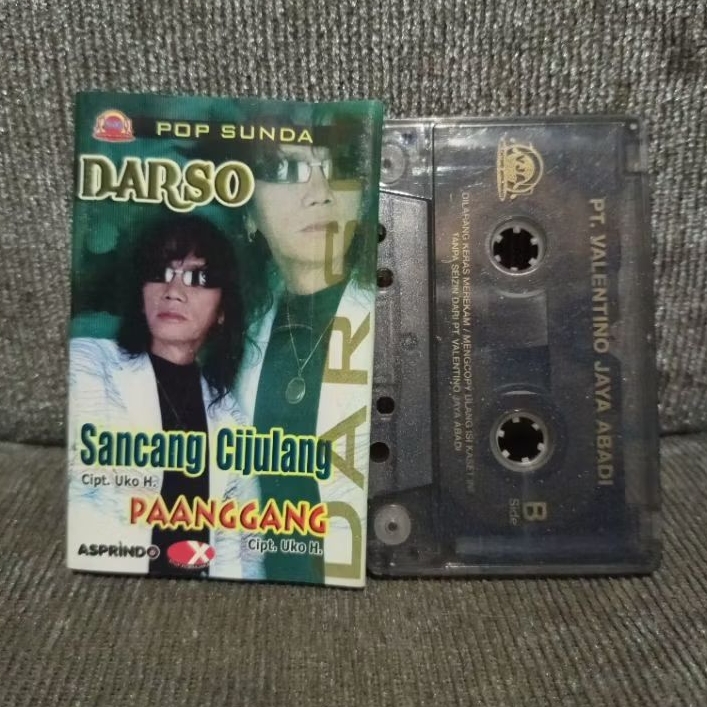 POP SUNDA
DARSO
DARSO
Sancang Cijulang
Cipt. Uko H.
PAANGGANG
Cipt. Uko H.
ASPRINDO
X
PT. VALENTINO JAYA ABADI
DILARANG KERAS MEREKAM / MENGCOPY ULANG ISI KASET INI
TANPA SEIZIN DARI PT. VALENTINO JAYA ABADI
B
Side